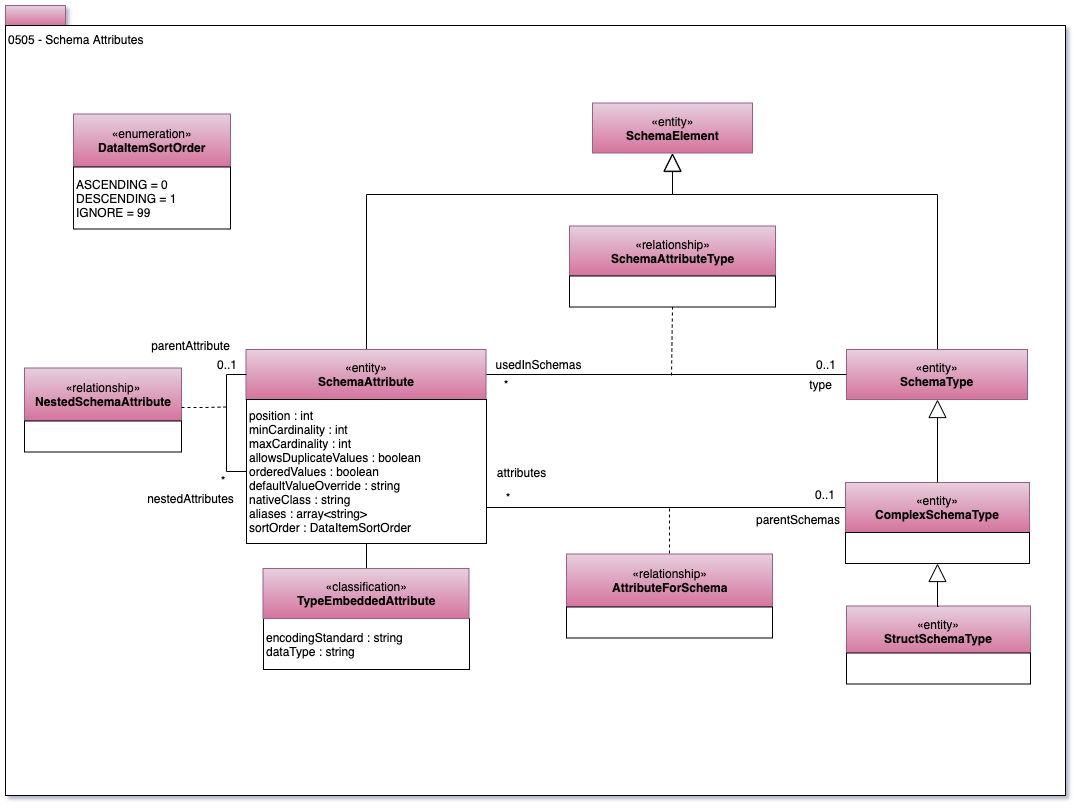 0505 - Schema Attributes
«enumeration»
DataItemSortOrder
ASCENDING = 0
DESCENDING = 1
IGNORE = 99
«entity»
SchemaElement
«relationship»
SchemaAttributeType
parentAttribute
0..1
«relationship»
NestedSchemaAttribute
*
nestedAttributes
«entity»
SchemaAttribute
position : int
minCardinality : int
maxCardinality : int
allowsDuplicateValues : boolean
orderedValues : boolean
defaultValueOverride : string
nativeClass : string
aliases : array<string>
sortOrder : DataItemSortOrder
usedInSchemas
*
0..1
type
«entity»
SchemaType
attributes
*
0..1
parentSchemas
«entity»
ComplexSchemaType
«classification»
TypeEmbeddedAttribute
encodingStandard : string
dataType : string
«relationship»
AttributeForSchema
«entity»
StructSchemaType